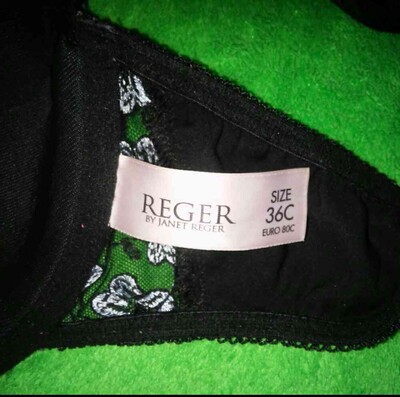 REGER
BY JANET REGER
SIZE
36C
EURO 80C